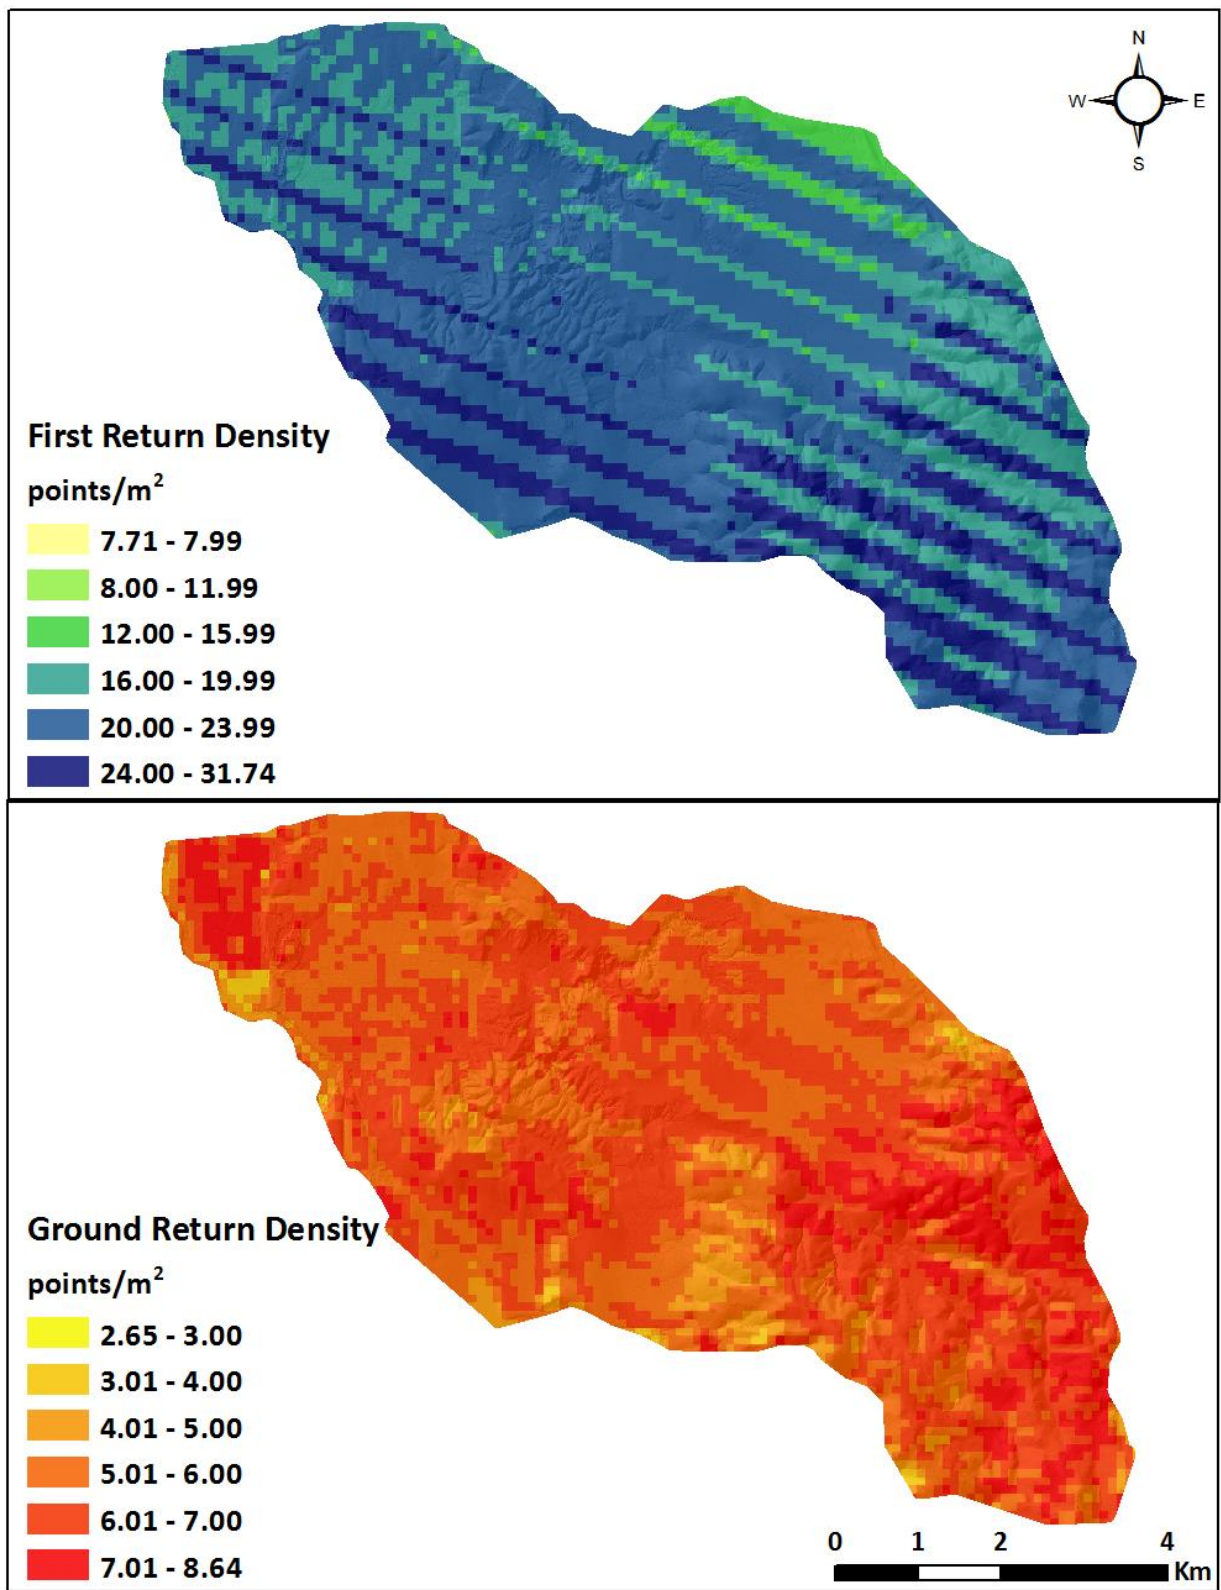 N
W E
S
First Return Density
points/m²
7.71 - 7.99
8.00 - 11.99
12.00 - 15.99
16.00 - 19.99
20.00 - 23.99
24.00 - 31.74
Ground Return Density
points/m²
2.65 - 3.00
3.01 - 4.00
4.01 - 5.00
5.01 - 6.00
6.01 - 7.00
7.01 - 8.64
0 1 2 4
Km